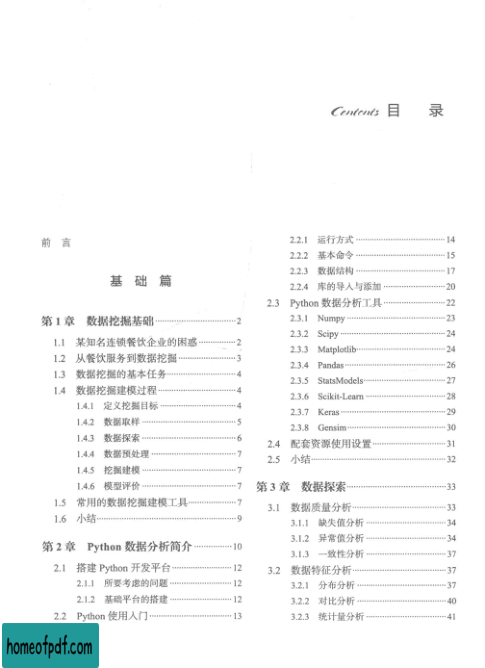 Contents 目 录
前 言
基 础 篇
第 1 章 数据挖掘基础 ········ 2
1.1 某知名连锁餐饮企业的困惑 ········ 2
1.2 从餐饮服务到数据挖掘 ········ 3
1.3 数据挖掘的基本任务 ········ 4
1.4 数据挖掘建模过程 ········ 4
1.4.1 定义挖掘目标 ········ 4
1.4.2 数据取样 ········ 5
1.4.3 数据探索 ········ 6
1.4.4 数据预处理 ········ 7
1.4.5 挖掘建模 ········ 7
1.4.6 模型评价 ········ 7
1.5 常用的数据挖掘建模工具 ········ 7
1.6 小结 ········ 9
第 2 章 Python 数据分析简介 ········ 10
2.1 搭建 Python 开发平台 ········ 12
2.1.1 所要考虑的问题 ········ 12
2.1.2 基础平台的搭建 ········ 12
2.2 Python 使用入门 ········ 13
2.2.1 运行方式 ········ 14
2.2.2 基本命令 ········ 15
2.2.3 数据结构 ········ 17
2.2.4 库的导入与添加 ········ 20
2.3 Python 数据分析工具 ········ 22
2.3.1 Numpy ········ 23
2.3.2 Scipy ········ 24
2.3.3 Matplotlib ········ 24
2.3.4 Pandas ········ 26
2.3.5 StatsModels ········ 27
2.3.6 Scikit-Learn ········ 28
2.3.7 Keras ········ 29
2.3.8 Gensim ········ 30
2.4 配套资源使用设置 ········ 31
2.5 小结 ········ 32
第 3 章 数据探索 ········ 33
3.1 数据质量分析 ········ 33
3.1.1 缺失值分析 ········ 34
3.1.2 异常值分析 ········ 34
3.1.3 一致性分析 ········ 37
3.2 数据特征分析 ········ 37
3.2.1 分布分析 ········ 37
3.2.2 对比分析 ········ 40
3.2.3 统计量分析 ········ 41
homeofpdf.com